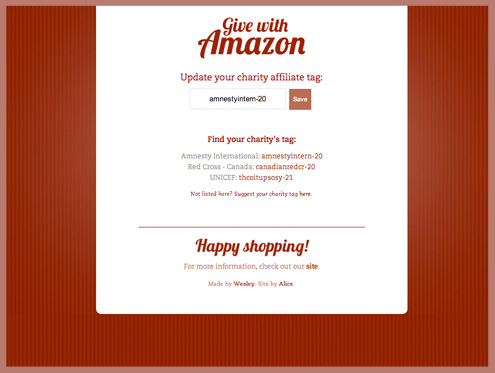 Give with
Amazon
Update your charity affiliate tag:
amnestyintern-20
Save
Find your charity's tag:
Amnesty International: amnestyintern-20
Red Cross - Canada: canadianredcr-20
UNICEF: thcoitupsosy-21
Not listed here? Suggest your charity tag here.
Happy shopping!
For more information, check out our site.
Made by Wesley. Site by Alice.